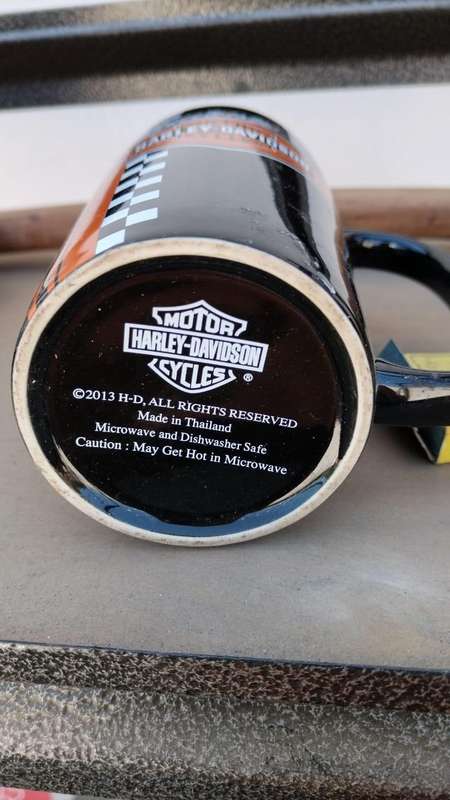 HARLEY-DAVIDSON
MOTOR
HARLEY-DAVIDSON
CYCLES ®
©2013 H-D, ALL RIGHTS RESERVED
Made in Thailand
Microwave and Dishwasher Safe
Caution : May Get Hot in Microwave